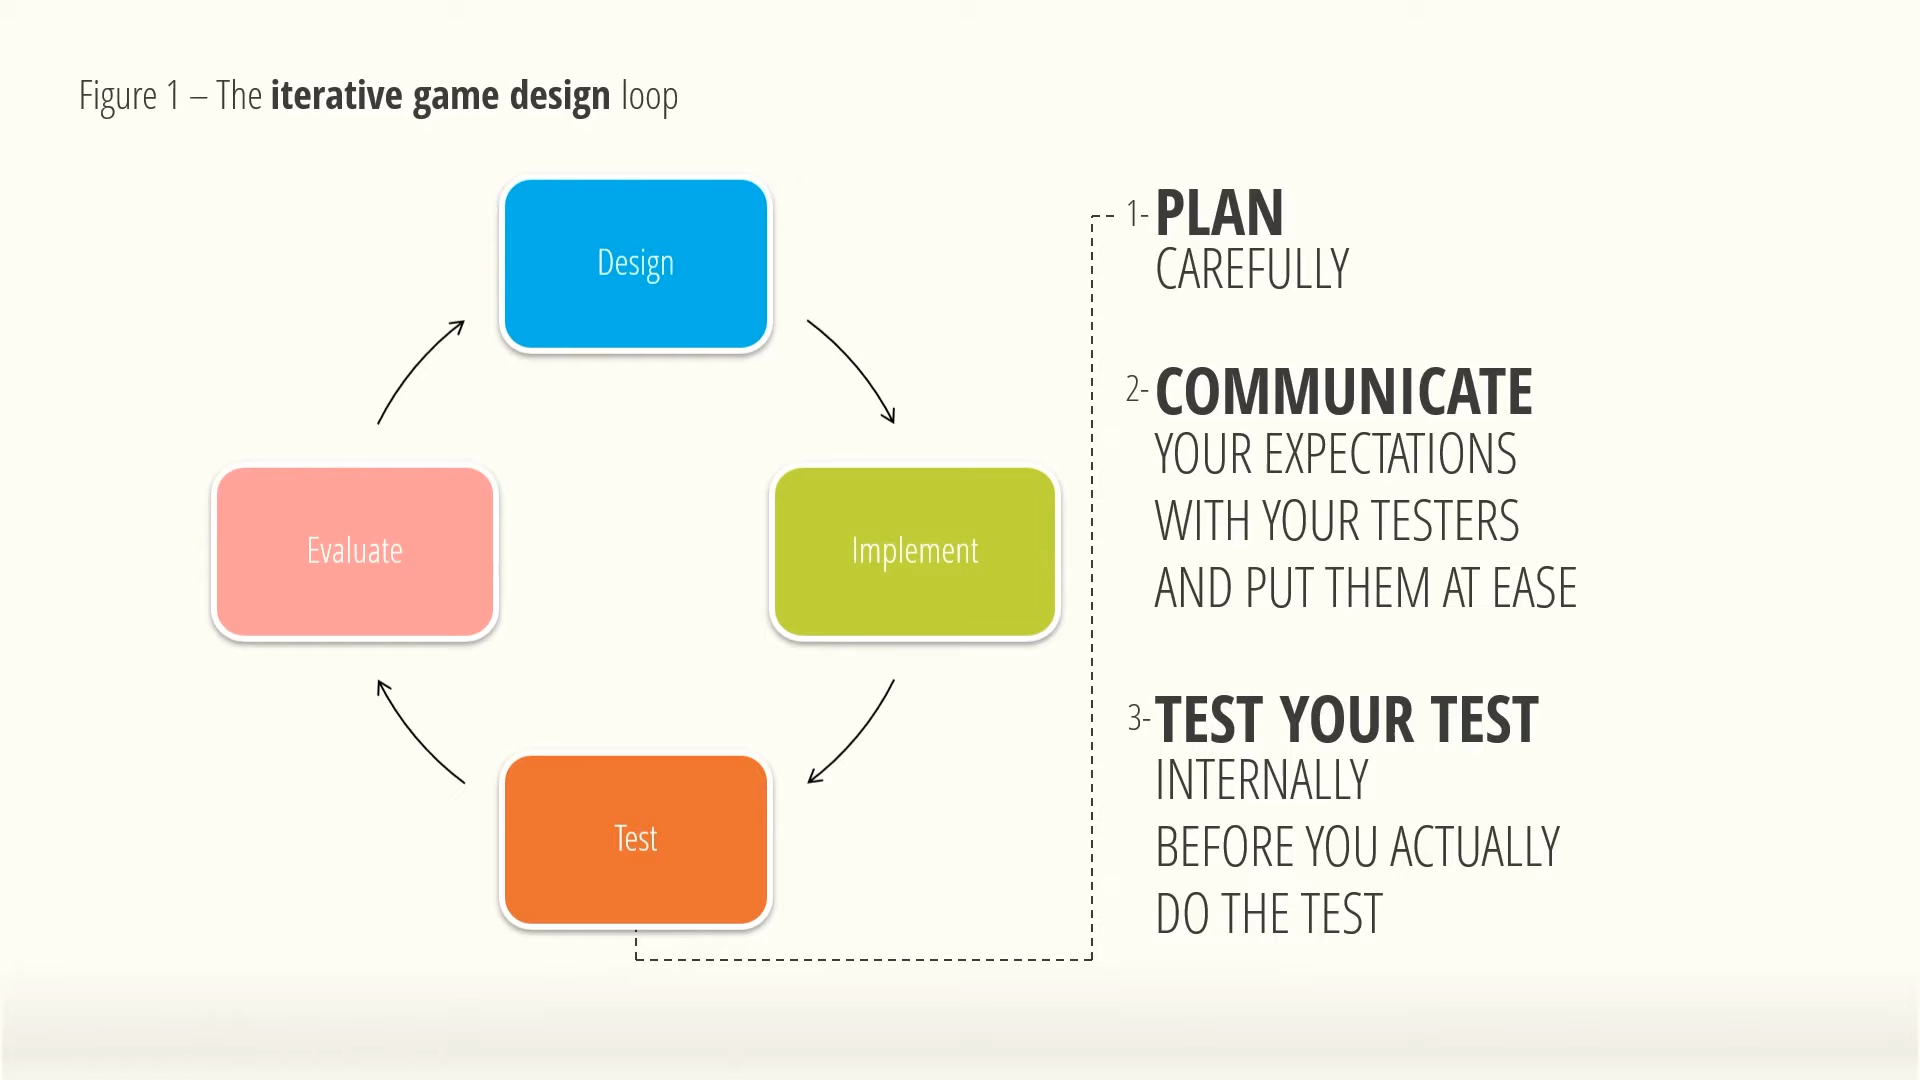 Figure 1 – The iterative game design loop
Design
Evaluate
Implement
Test
1- PLAN
CAREFULLY
2- COMMUNICATE
YOUR EXPECTATIONS
WITH YOUR TESTERS
AND PUT THEM AT EASE
3- TEST YOUR TEST
INTERNALLY
BEFORE YOU ACTUALLY
DO THE TEST